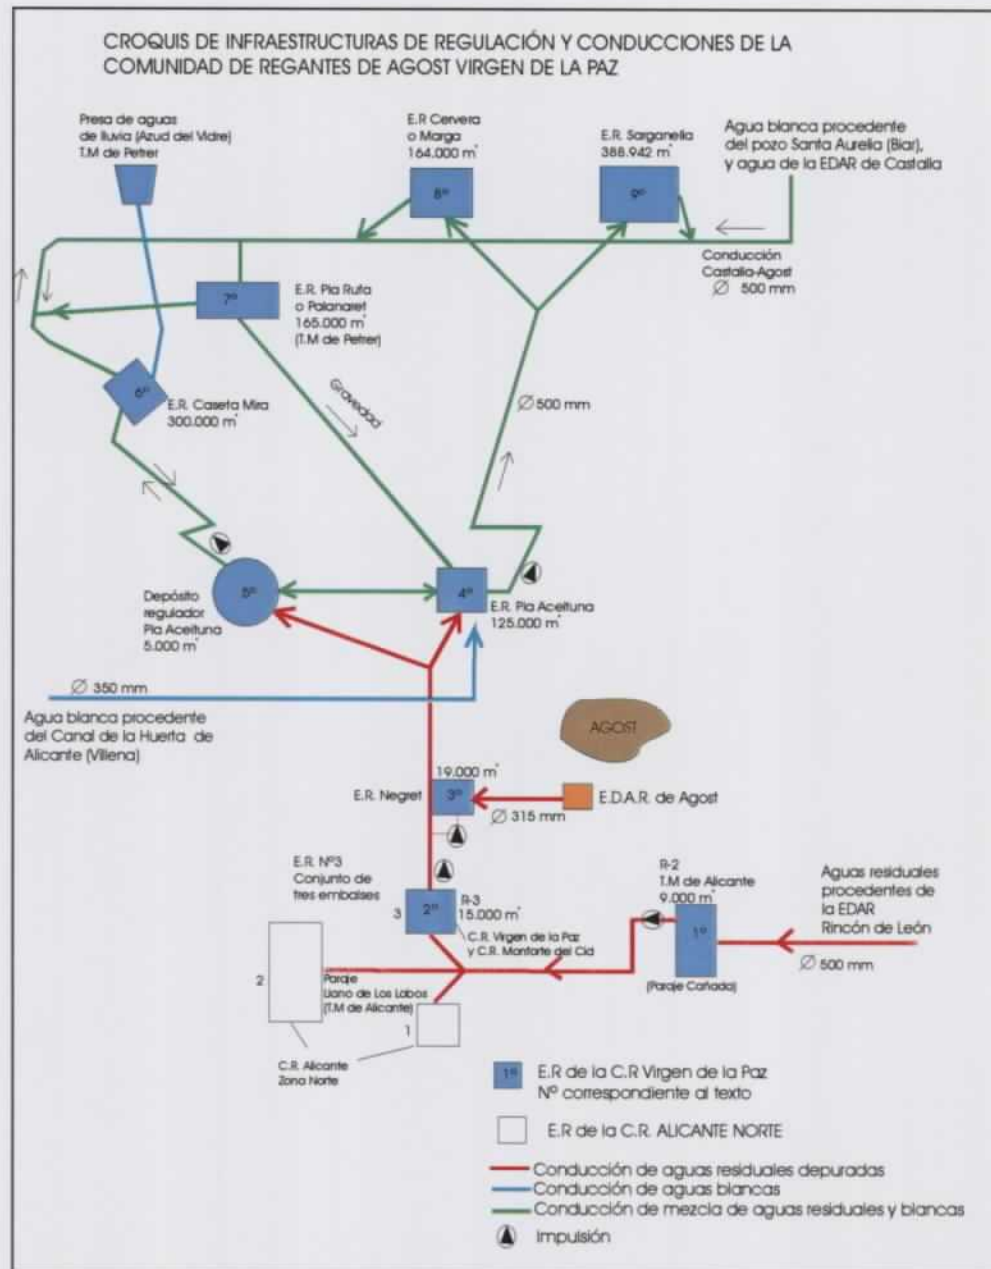 CROQUIS DE INFRAESTRUCTURAS DE REGULACIÓN Y CONDUCCIONES DE LA
COMUNIDAD DE REGANTES DE AGOST VIRGEN DE LA PAZ
Presa de aguas
de lluvia (Azud del Vidre)
T.M de Petrer
E.R Cervera
o Marga
164.000 m³
8º
E.R. Sarganella
388.942 m³
9º
Agua blanca procedente
del pozo Santa Aurelia (Biar),
y agua de la EDAR de Castalla
Conducción
Castalla-Agost
Ø 500 mm
7º
E.R. Pla Ruta
o Palanaret
165.000 m³
(T.M de Petrer)
6º
E.R. Caseta Mira
300.000 m³
Gravedad
Ø 500 mm
5º
Depósito
regulador
Pla Aceituna
5.000 m³
4º
E.R. Pla Aceituna
125.000 m³
Ø 350 mm
Agua blanca procedente
del Canal de la Huerta de
Alicante (Villena)
AGOST
19.000 m³
E.R. Negret
3º
E.D.A.R. de Agost
Ø 315 mm
E.R. Nº3
Conjunto de
tres embalses
3
2º
R-3
15.000 m³
C.R. Virgen de la Paz
y C.R. Monforte del Cid
R-2
T.M de Alicante
9.000 m³
1º
(Paraje Cañada)
Aguas residuales
procedentes de
la EDAR
Rincón de León
Ø 500 mm
2
Paraje
Llano de Los Lobos
(T.M de Alicante)
1
C.R. Alicante
Zona Norte
1º
E.R de la C.R Virgen de la Paz
Nº correspondiente al texto
E.R de la C.R. ALICANTE NORTE
Conducción de aguas residuales depuradas
Conducción de aguas blancas
Conducción de mezcla de aguas residuales y blancas
Impulsión